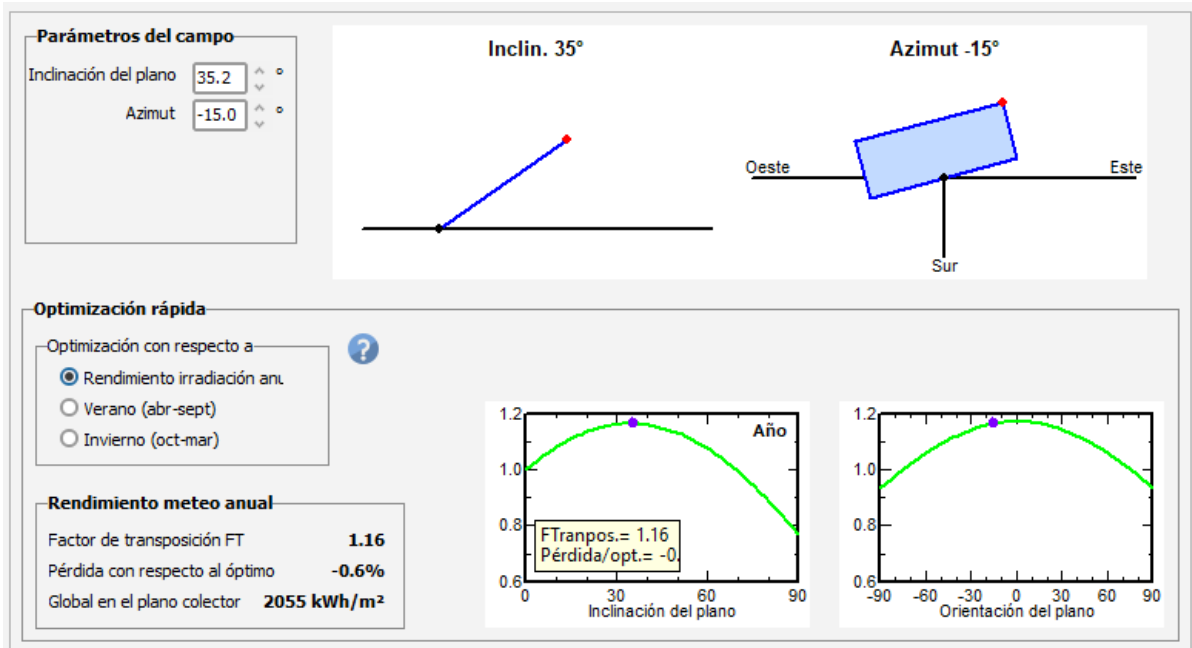 Parámetros del campo
Inclinación del plano 35.2 °
Azimut -15.0 °
Inclin. 35°
Azimut -15°
Oeste
Este
Sur
Optimización rápida
Optimización con respecto a
?
Rendimiento irradiación anu
Verano (abr-sept)
Invierno (oct-mar)
Rendimiento meteo anual
Factor de transposición FT 1.16
Pérdida con respecto al óptimo -0.6%
Global en el plano colector 2055 kWh/m²
1.2
1.0
0.8
0.6
Año
FTranpos.= 1.16
Pérdida/opt.= -0.
0 30 60 90
Inclinación del plano
1.2
1.0
0.8
0.6
-90 -60 -30 0 30 60 90
Orientación del plano